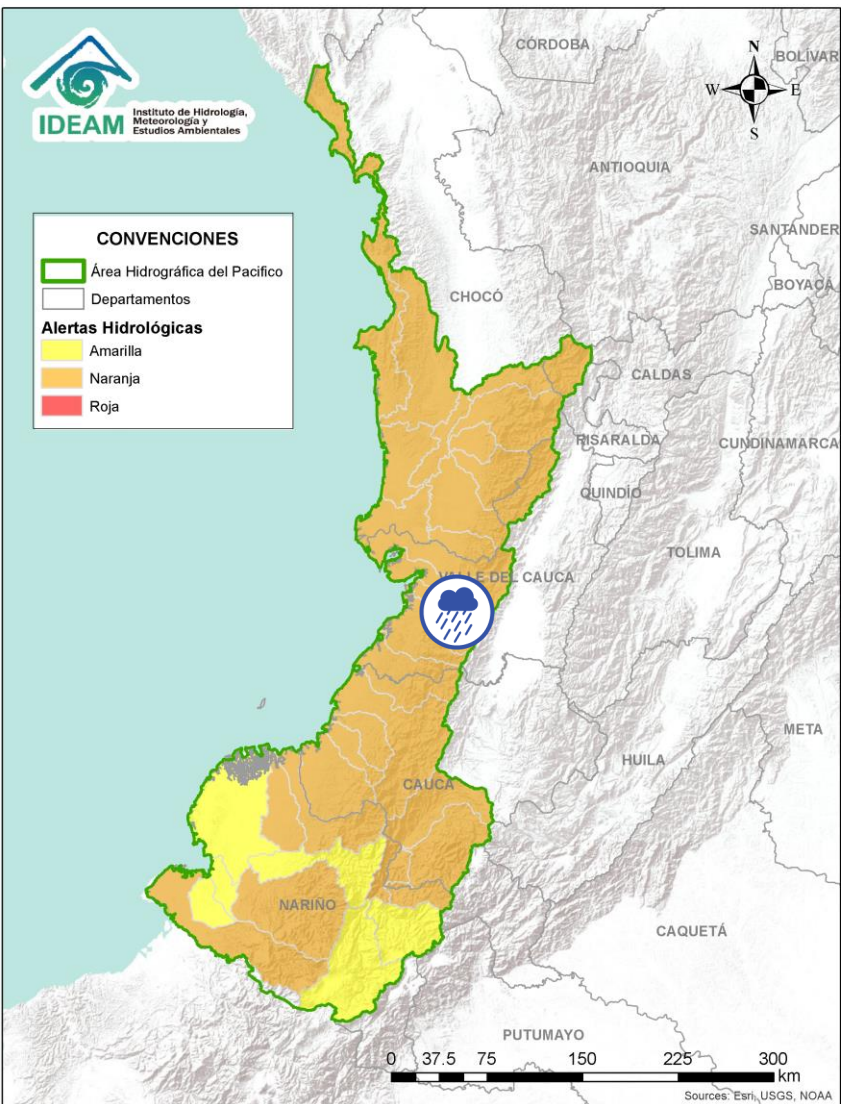 IDEAM
Instituto de Hidrología,
Meteorología y
Estudios Ambientales
CONVENCIONES
Área Hidrográfica del Pacifico
Departamentos
Alertas Hidrológicas
Amarilla
Naranja
Roja
N
W
E
S
CÓRDOBA
BOLÍVAR
ANTIOQUIA
SANTANDER
BOYACÁ
CHOCÓ
CALDAS
RISARALDA
CUNDINAMARCA
QUINDÍO
TOLIMA
VALLE DEL CAUCA
META
HUILA
CAUCA
NARIÑO
CAQUETÁ
PUTUMAYO
0 37.5 75 150 225 300
km
Sources: Esri, USGS, NOAA